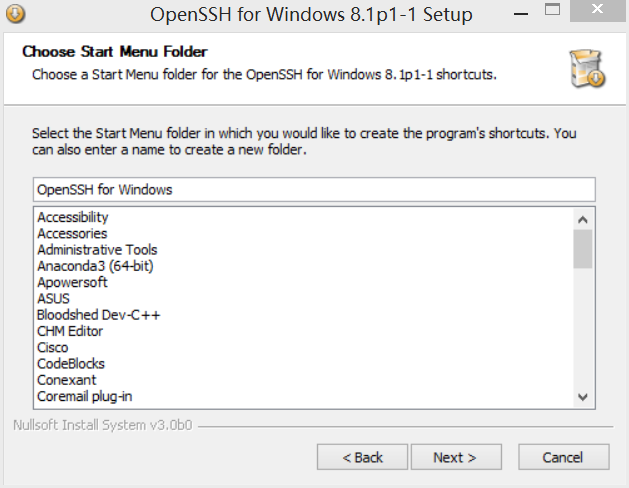 OpenSSH for Windows 8.1p1-1 Setup
Choose Start Menu Folder
Choose a Start Menu folder for the OpenSSH for Windows 8.1p1-1 shortcuts.
Select the Start Menu folder in which you would like to create the program's shortcuts. You
can also enter a name to create a new folder.
OpenSSH for Windows
Accessibility
Accessories
Administrative Tools
Anaconda3 (64-bit)
Apowersoft
ASUS
Bloodshed Dev-C++
CHM Editor
Cisco
CodeBlocks
Conexant
Coremail plug-in
Nullsoft Install System v3.0b0
< Back Next > Cancel